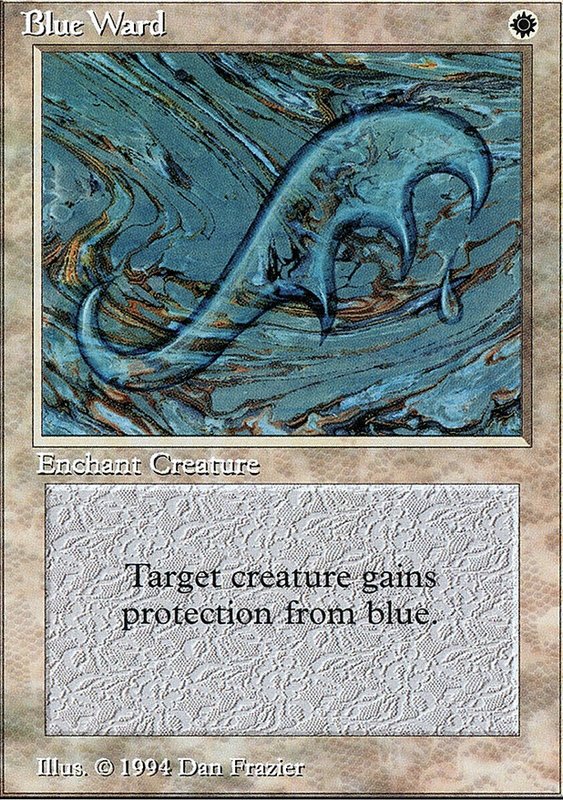 Blue Ward
Enchant Creature
Target creature gains
protection from blue.
Illus. © 1994 Dan Frazier